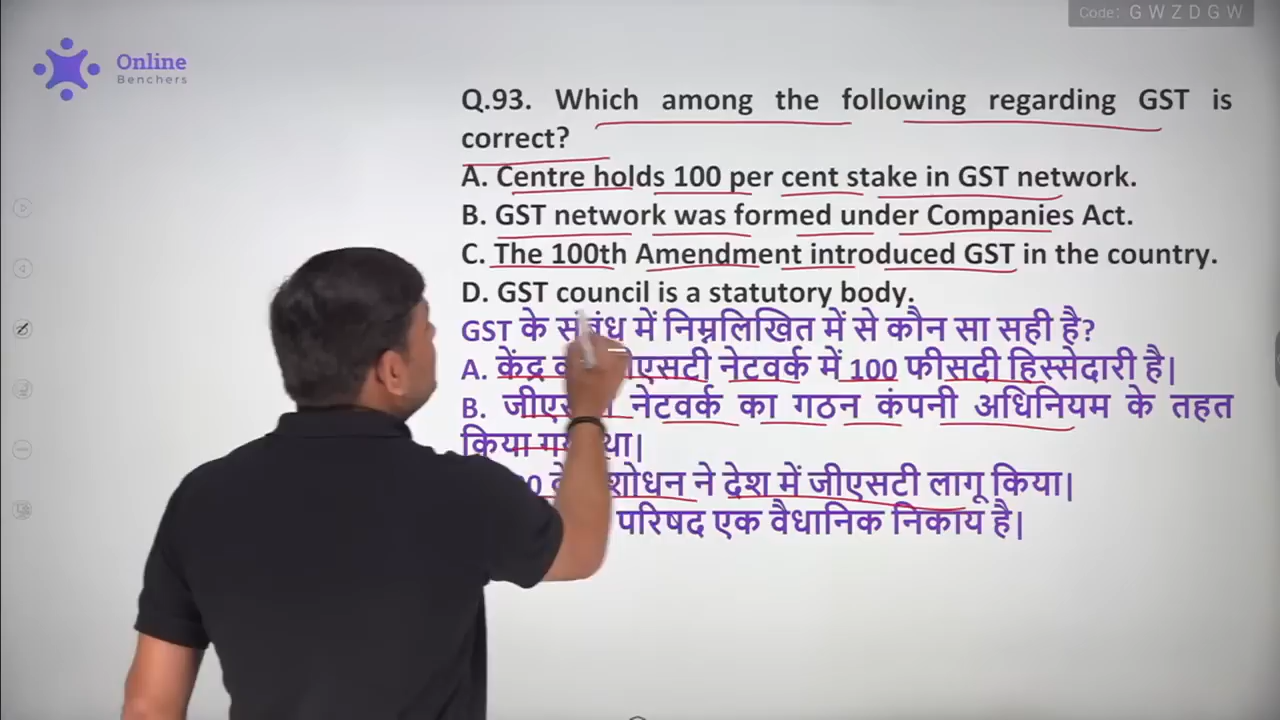 Code: G W Z D G W
Online
Benchers
Q.93. Which among the following regarding GST is
correct?
A. Centre holds 100 per cent stake in GST network.
B. GST network was formed under Companies Act.
C. The 100th Amendment introduced GST in the country.
D. GST council is a statutory body.
GST के संबंध में निम्नलिखित में से कौन सा सही है?
A. केंद्र नेटवर्क में 100 फीसदी हिस्सेदारी है|
B. नेटवर्क का गठन कंपनी अधिनियम के तहत
किया था|
ने देश में जीएसटी लागू किया|
परिषद एक वैधानिक निकाय है|